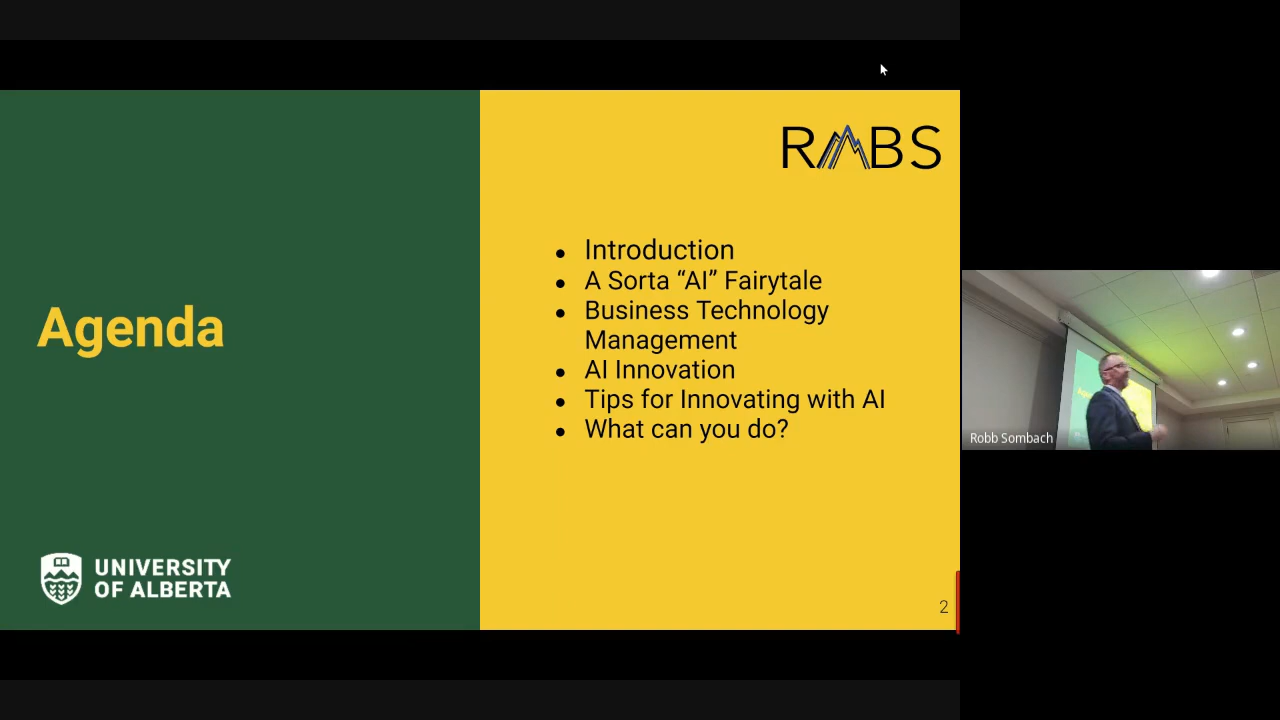 RMBS
Agenda
● Introduction
● A Sorta “AI” Fairytale
● Business Technology
Management
● AI Innovation
● Tips for Innovating with AI
● What can you do?
UNIVERSITY
OF ALBERTA
2
Robb Sombach